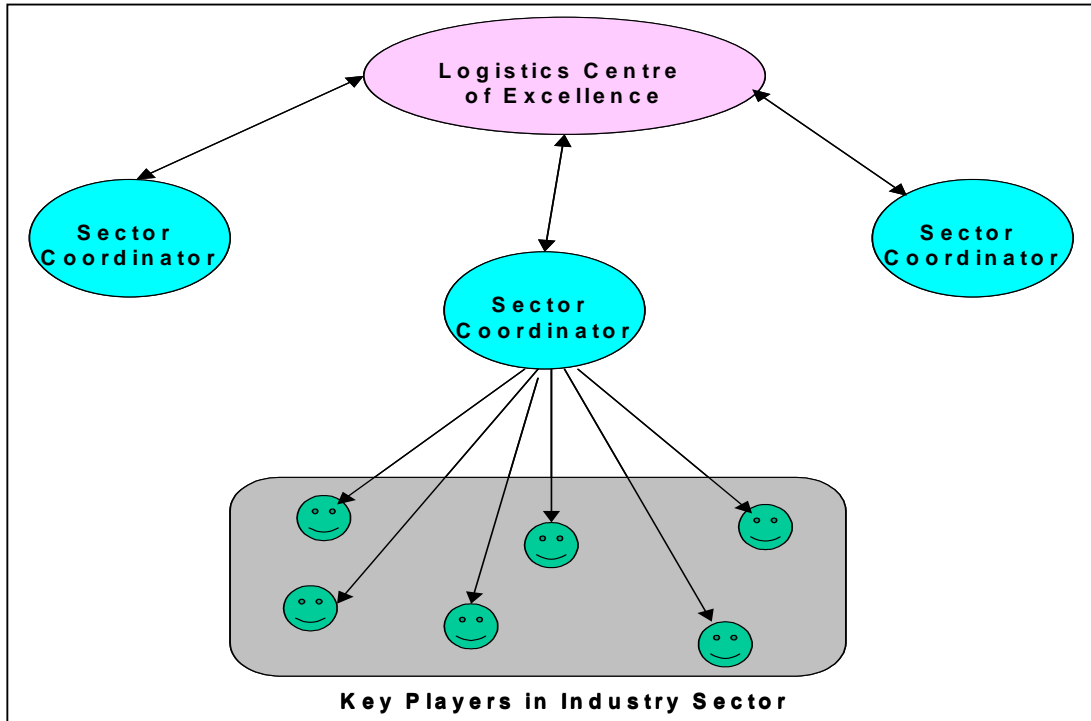 Logistics Centre
of Excellence
Sector
Coordinator
Sector
Coordinator
Sector
Coordinator
Key Players in Industry Sector